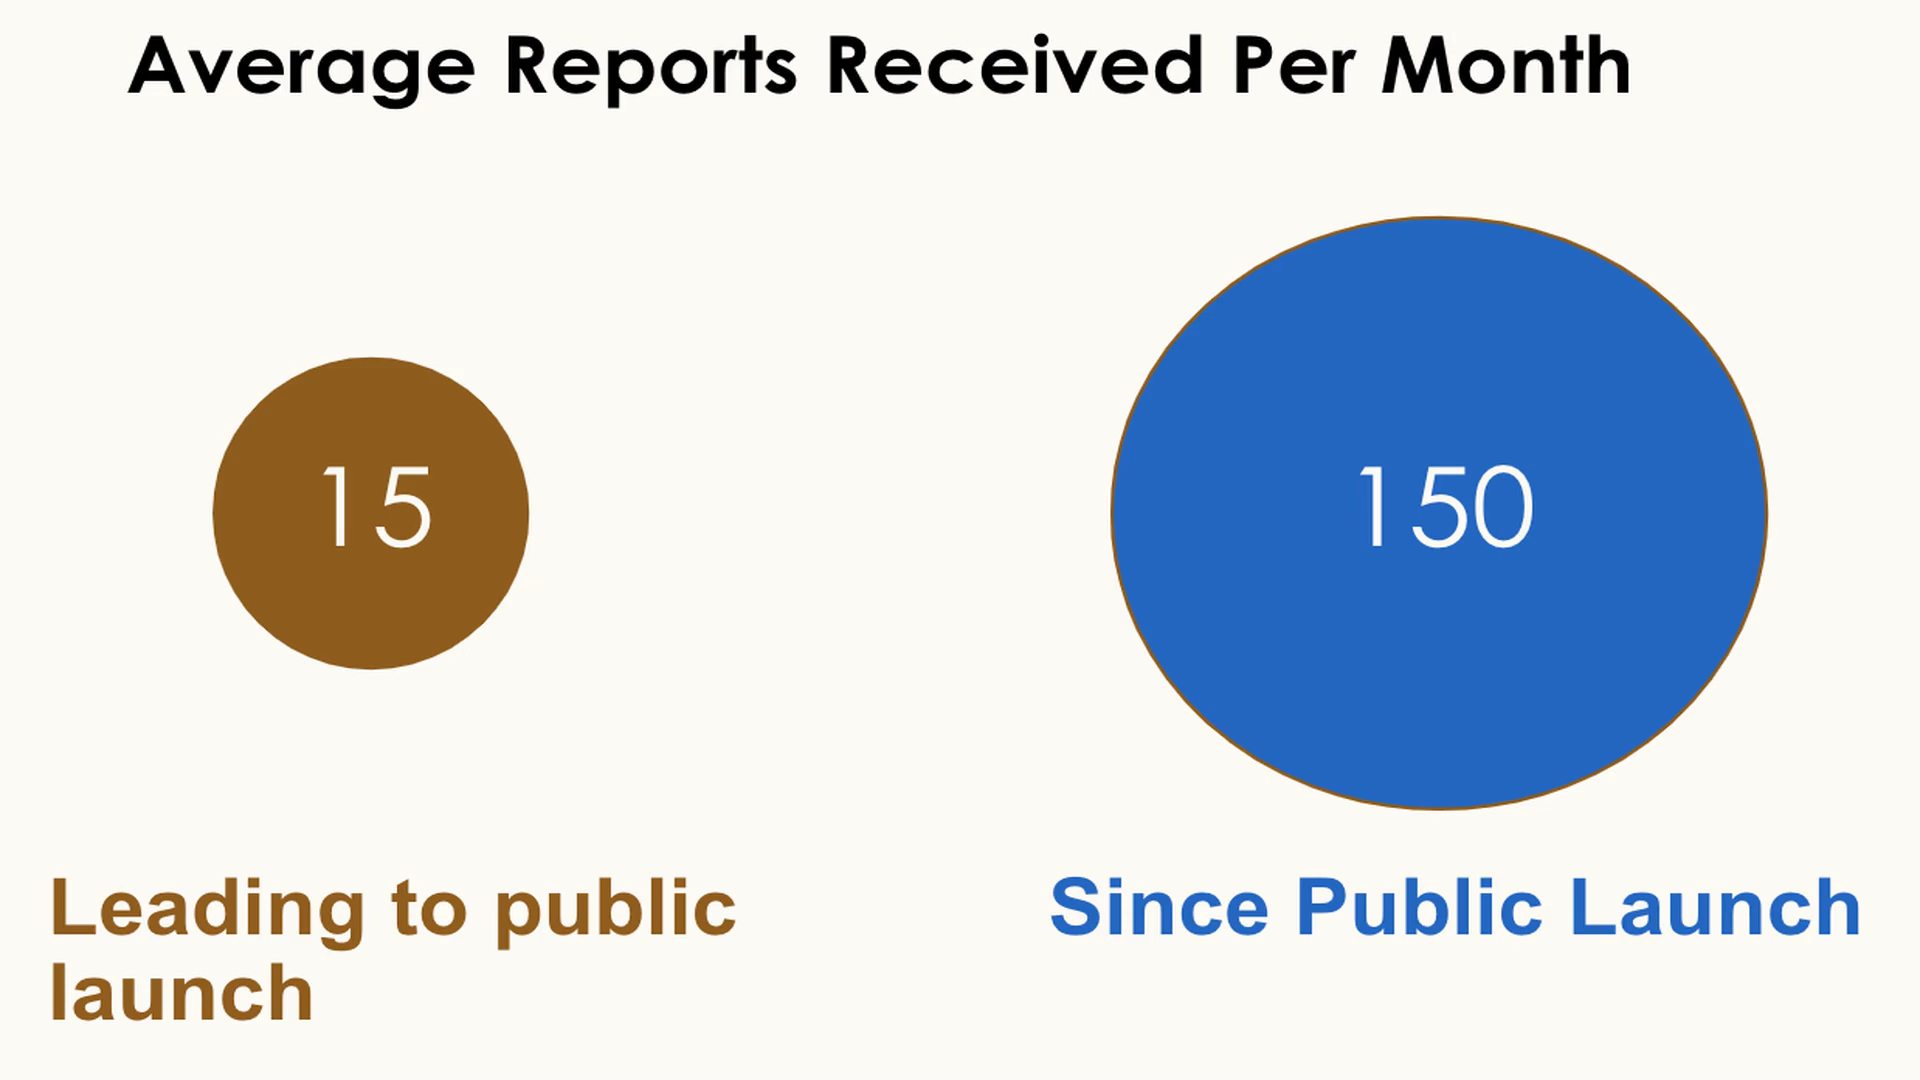 Average Reports Received Per Month
15
150
Leading to public
launch
Since Public Launch